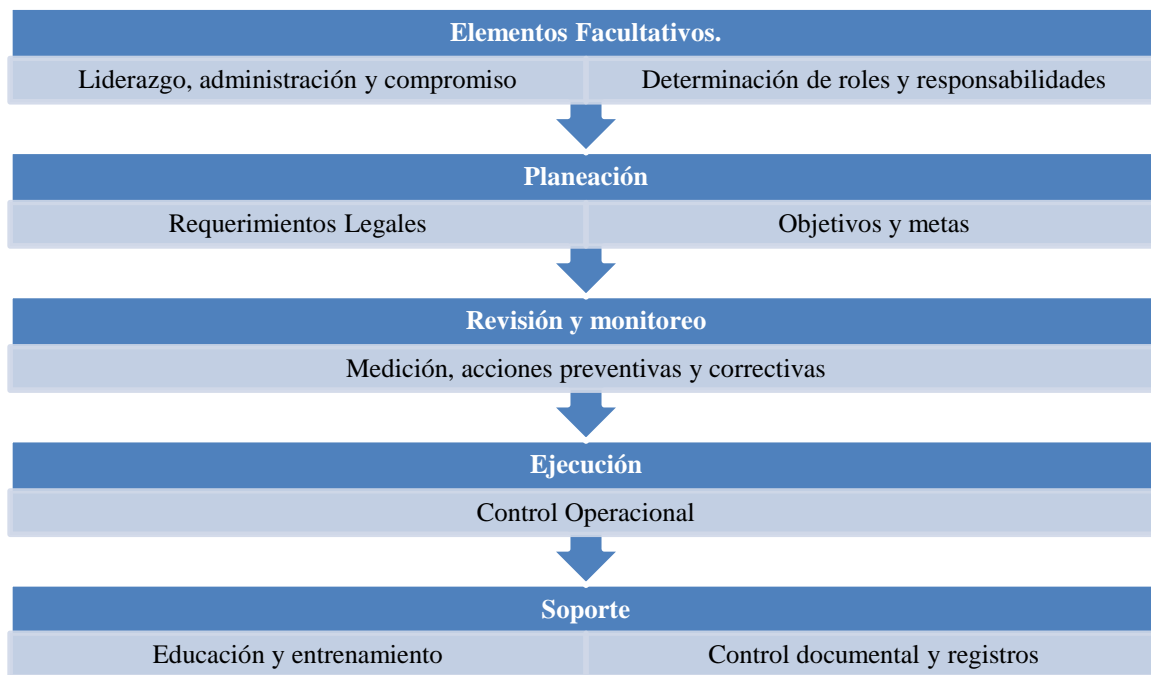 Elementos Facultativos.
Liderazgo, administración y compromiso
Determinación de roles y responsabilidades
Planeación
Requerimientos Legales
Objetivos y metas
Revisión y monitoreo
Medición, acciones preventivas y correctivas
Ejecución
Control Operacional
Soporte
Educación y entrenamiento
Control documental y registros